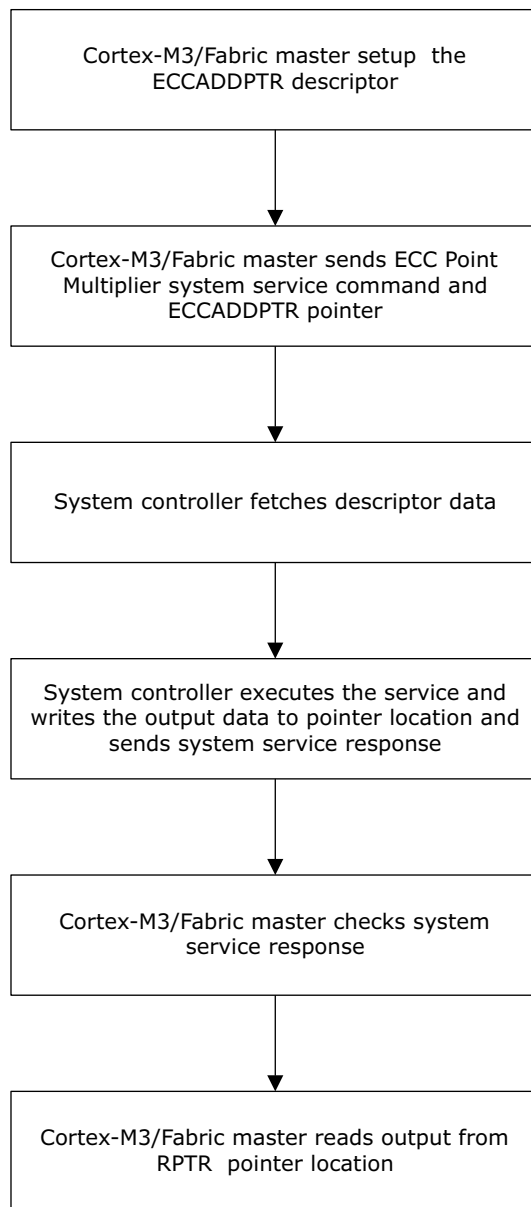 Cortex-M3/Fabric master setup  the
ECCADDPTR descriptor
Cortex-M3/Fabric master sends ECC Point
Multiplier system service command and
ECCADDPTR pointer
System controller fetches descriptor data
System controller executes the service and
writes the output data to pointer location and
sends system service response
Cortex-M3/Fabric master checks system
service response
Cortex-M3/Fabric master reads output from
RPTR  pointer location